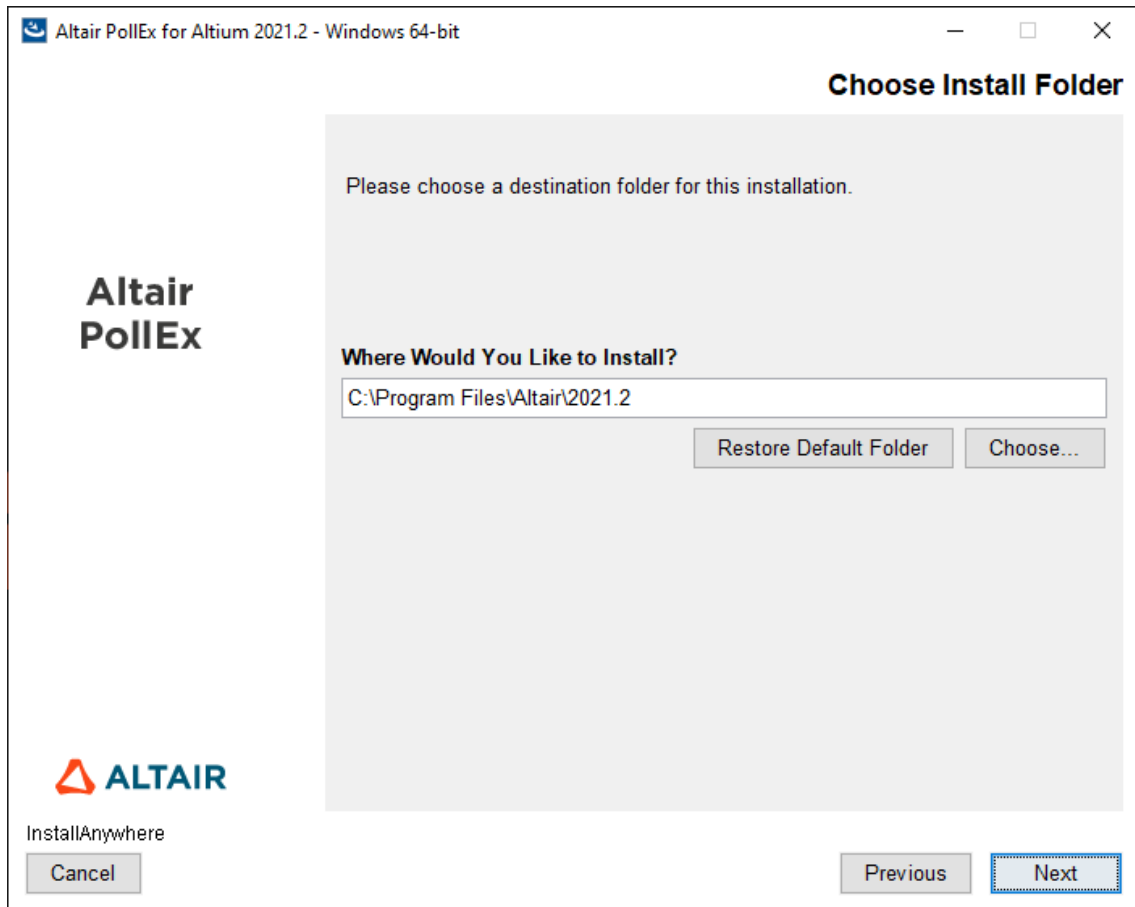 Altair PollEx for Altium 2021.2 - Windows 64-bit
Choose Install Folder
Please choose a destination folder for this installation.
Altair
PollEx
Where Would You Like to Install?
C:\Program Files\Altair\2021.2
Restore Default Folder
Choose...
ALTAIR
InstallAnywhere
Cancel
Previous
Next